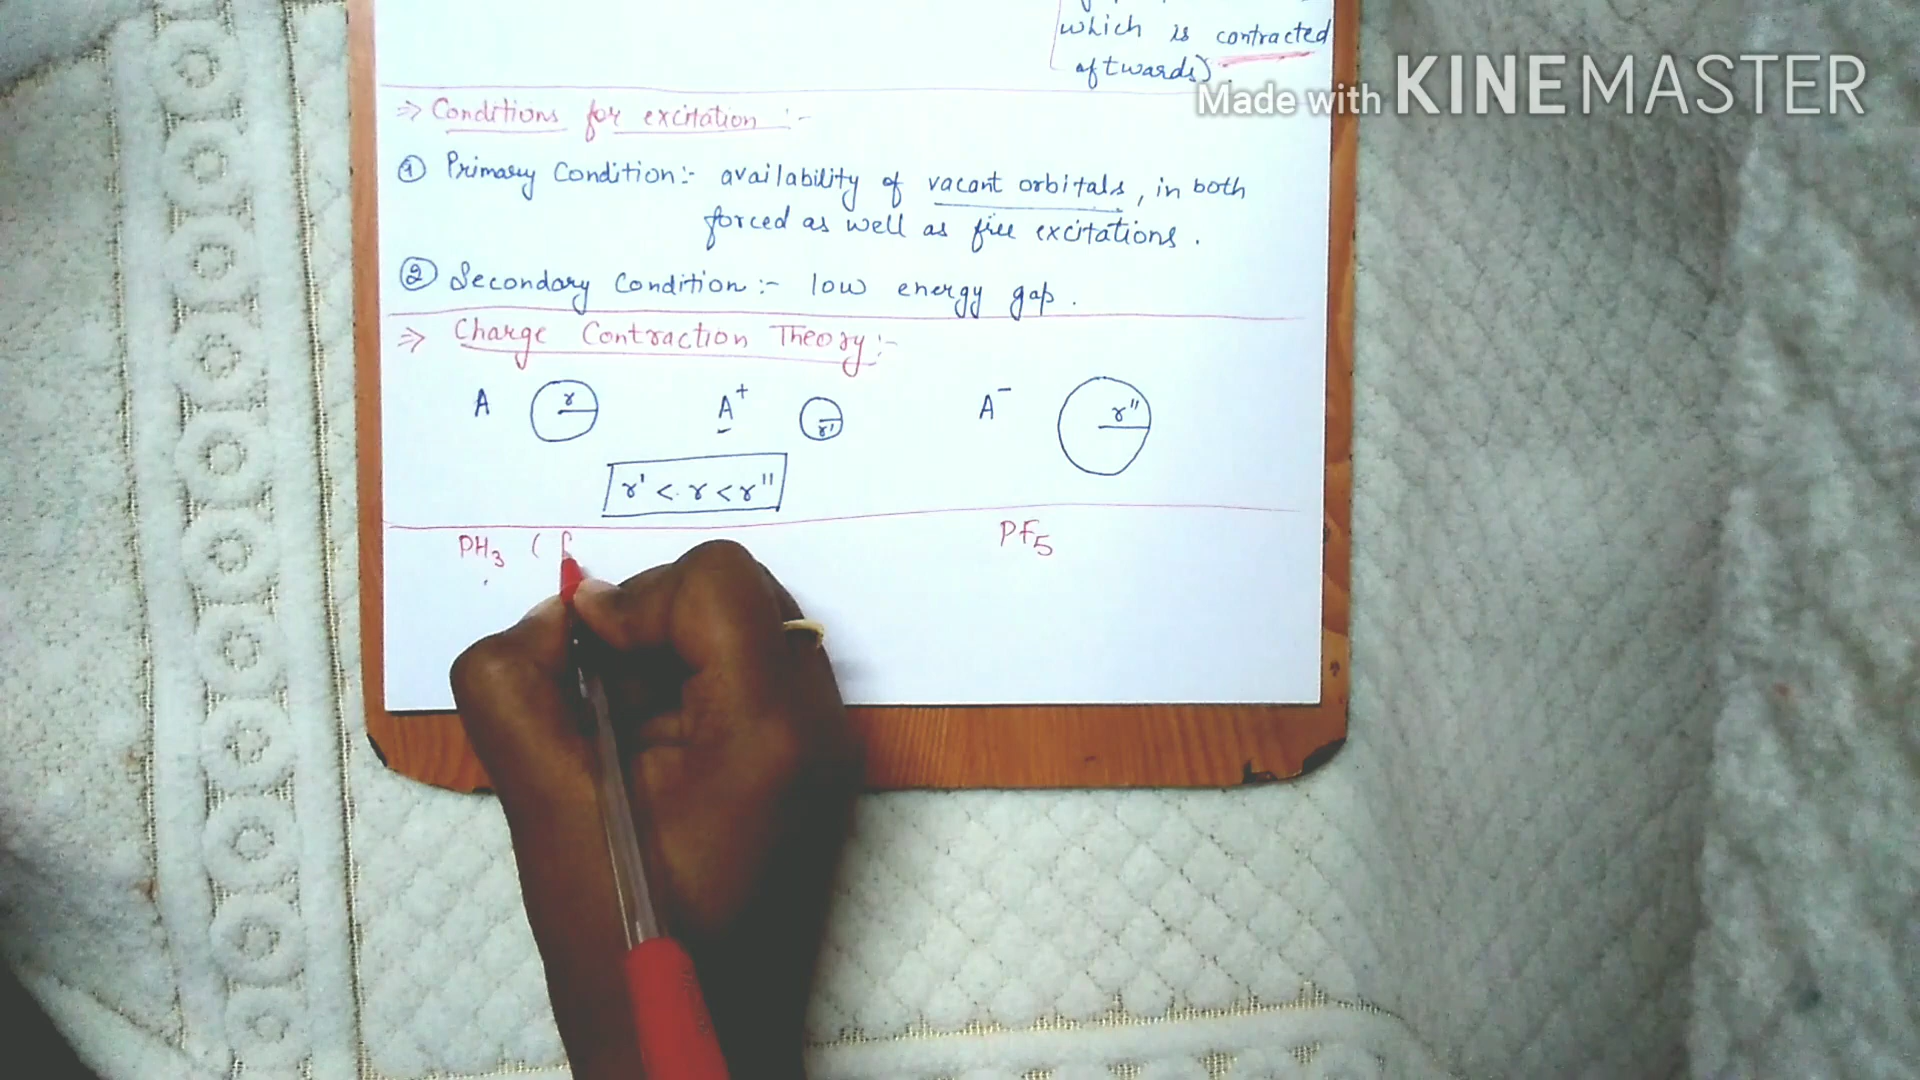 which is contracted
aftwards)
Made with KINEMASTER
⇒ Conditions for excitation :-
① Primary Condition:- availability of vacant orbitals, in both
forced as well as free excitations.
② Secondary Condition:- low energy gap.
⇒ Charge Contraction Theory:-
A r A⁺ r' A⁻ r"
r' < r < r"
PH₃ ( PF₅